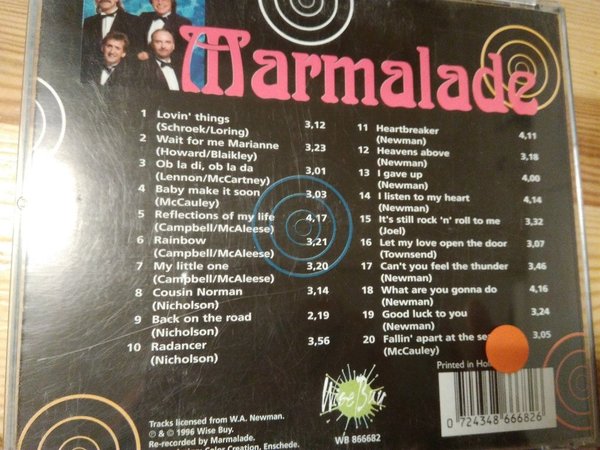 Marmalade
1 Lovin' things 3,12
(Schroek/Loring)
2 Wait for me Marianne 3,23
(Howard/Blaikley)
3 Ob la di, ob la da 3,01
(Lennon/McCartney)
4 Baby make it soon 3,03
(McCauley)
5 Reflections of my life 4,17
(Campbell/McAleese)
6 Rainbow 3,21
(Campbell/McAleese)
7 My little one 3,20
(Campbell/McAleese)
8 Cousin Norman 3,14
(Nicholson)
9 Back on the road 2,19
(Nicholson)
10 Radancer 3,56
(Nicholson)
11 Heartbreaker 4,11
(Newman)
12 Heavens above 3,18
(Newman)
13 I gave up 4,00
(Newman)
14 I listen to my heart 4,14
(Newman)
15 It's still rock 'n' roll to me 3,32
(Joel)
16 Let my love open the door 3,07
(Townsend)
17 Can't you feel the thunder 3,46
(Newman)
18 What are you gonna do 4,16
(Newman)
19 Good luck to you 3,24
(Newman)
20 Fallin' apart at the 3,05
(McCauley)
Tracks licensed from W.A. Newman.
℗ & © 1996 Wise Buy.
Re-recorded by Marmalade.
Color Creation, Enschede.
Wise Buy
WB 866682
Printed in
0 724348 666826